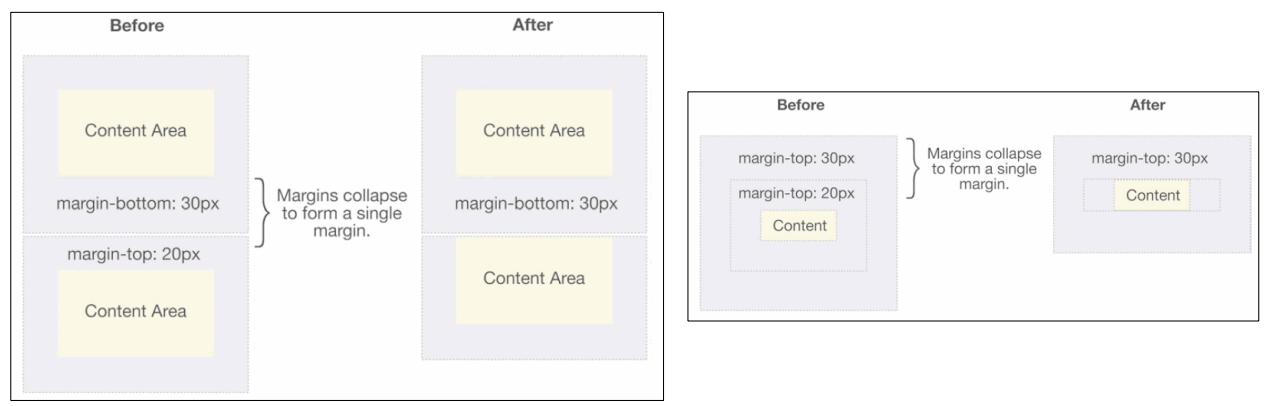 Before
After
Content Area
Content Area
margin-bottom: 30px
Margins collapse
to form a single
margin.
margin-bottom: 30px
margin-top: 20px
Content Area
Content Area
Before
After
margin-top: 30px
Margins collapse
to form a single
margin.
margin-top: 30px
margin-top: 20px
Content
Content